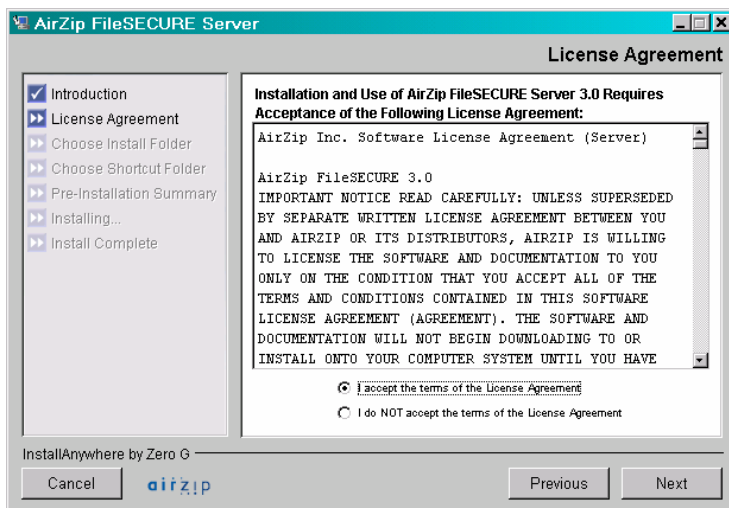 AirZip FileSECURE Server
License Agreement
Introduction
License Agreement
Choose Install Folder
Choose Shortcut Folder
Pre-Installation Summary
Installing...
Install Complete
Installation and Use of AirZip FileSECURE Server 3.0 Requires
Acceptance of the Following License Agreement:
AirZip Inc. Software License Agreement (Server)
AirZip FileSECURE 3.0
IMPORTANT NOTICE READ CAREFULLY: UNLESS SUPERSEDED
BY SEPARATE WRITTEN LICENSE AGREEMENT BETWEEN YOU
AND AIRZIP OR ITS DISTRIBUTORS, AIRZIP IS WILLING
TO LICENSE THE SOFTWARE AND DOCUMENTATION TO YOU
ONLY ON THE CONDITION THAT YOU ACCEPT ALL OF THE
TERMS AND CONDITIONS CONTAINED IN THIS SOFTWARE
LICENSE AGREEMENT (AGREEMENT). THE SOFTWARE AND
DOCUMENTATION WILL NOT BEGIN DOWNLOADING TO OR
INSTALL ONTO YOUR COMPUTER SYSTEM UNTIL YOU HAVE
I accept the terms of the License Agreement
I do NOT accept the terms of the License Agreement
InstallAnywhere by Zero G
Cancel
airzip
Previous
Next